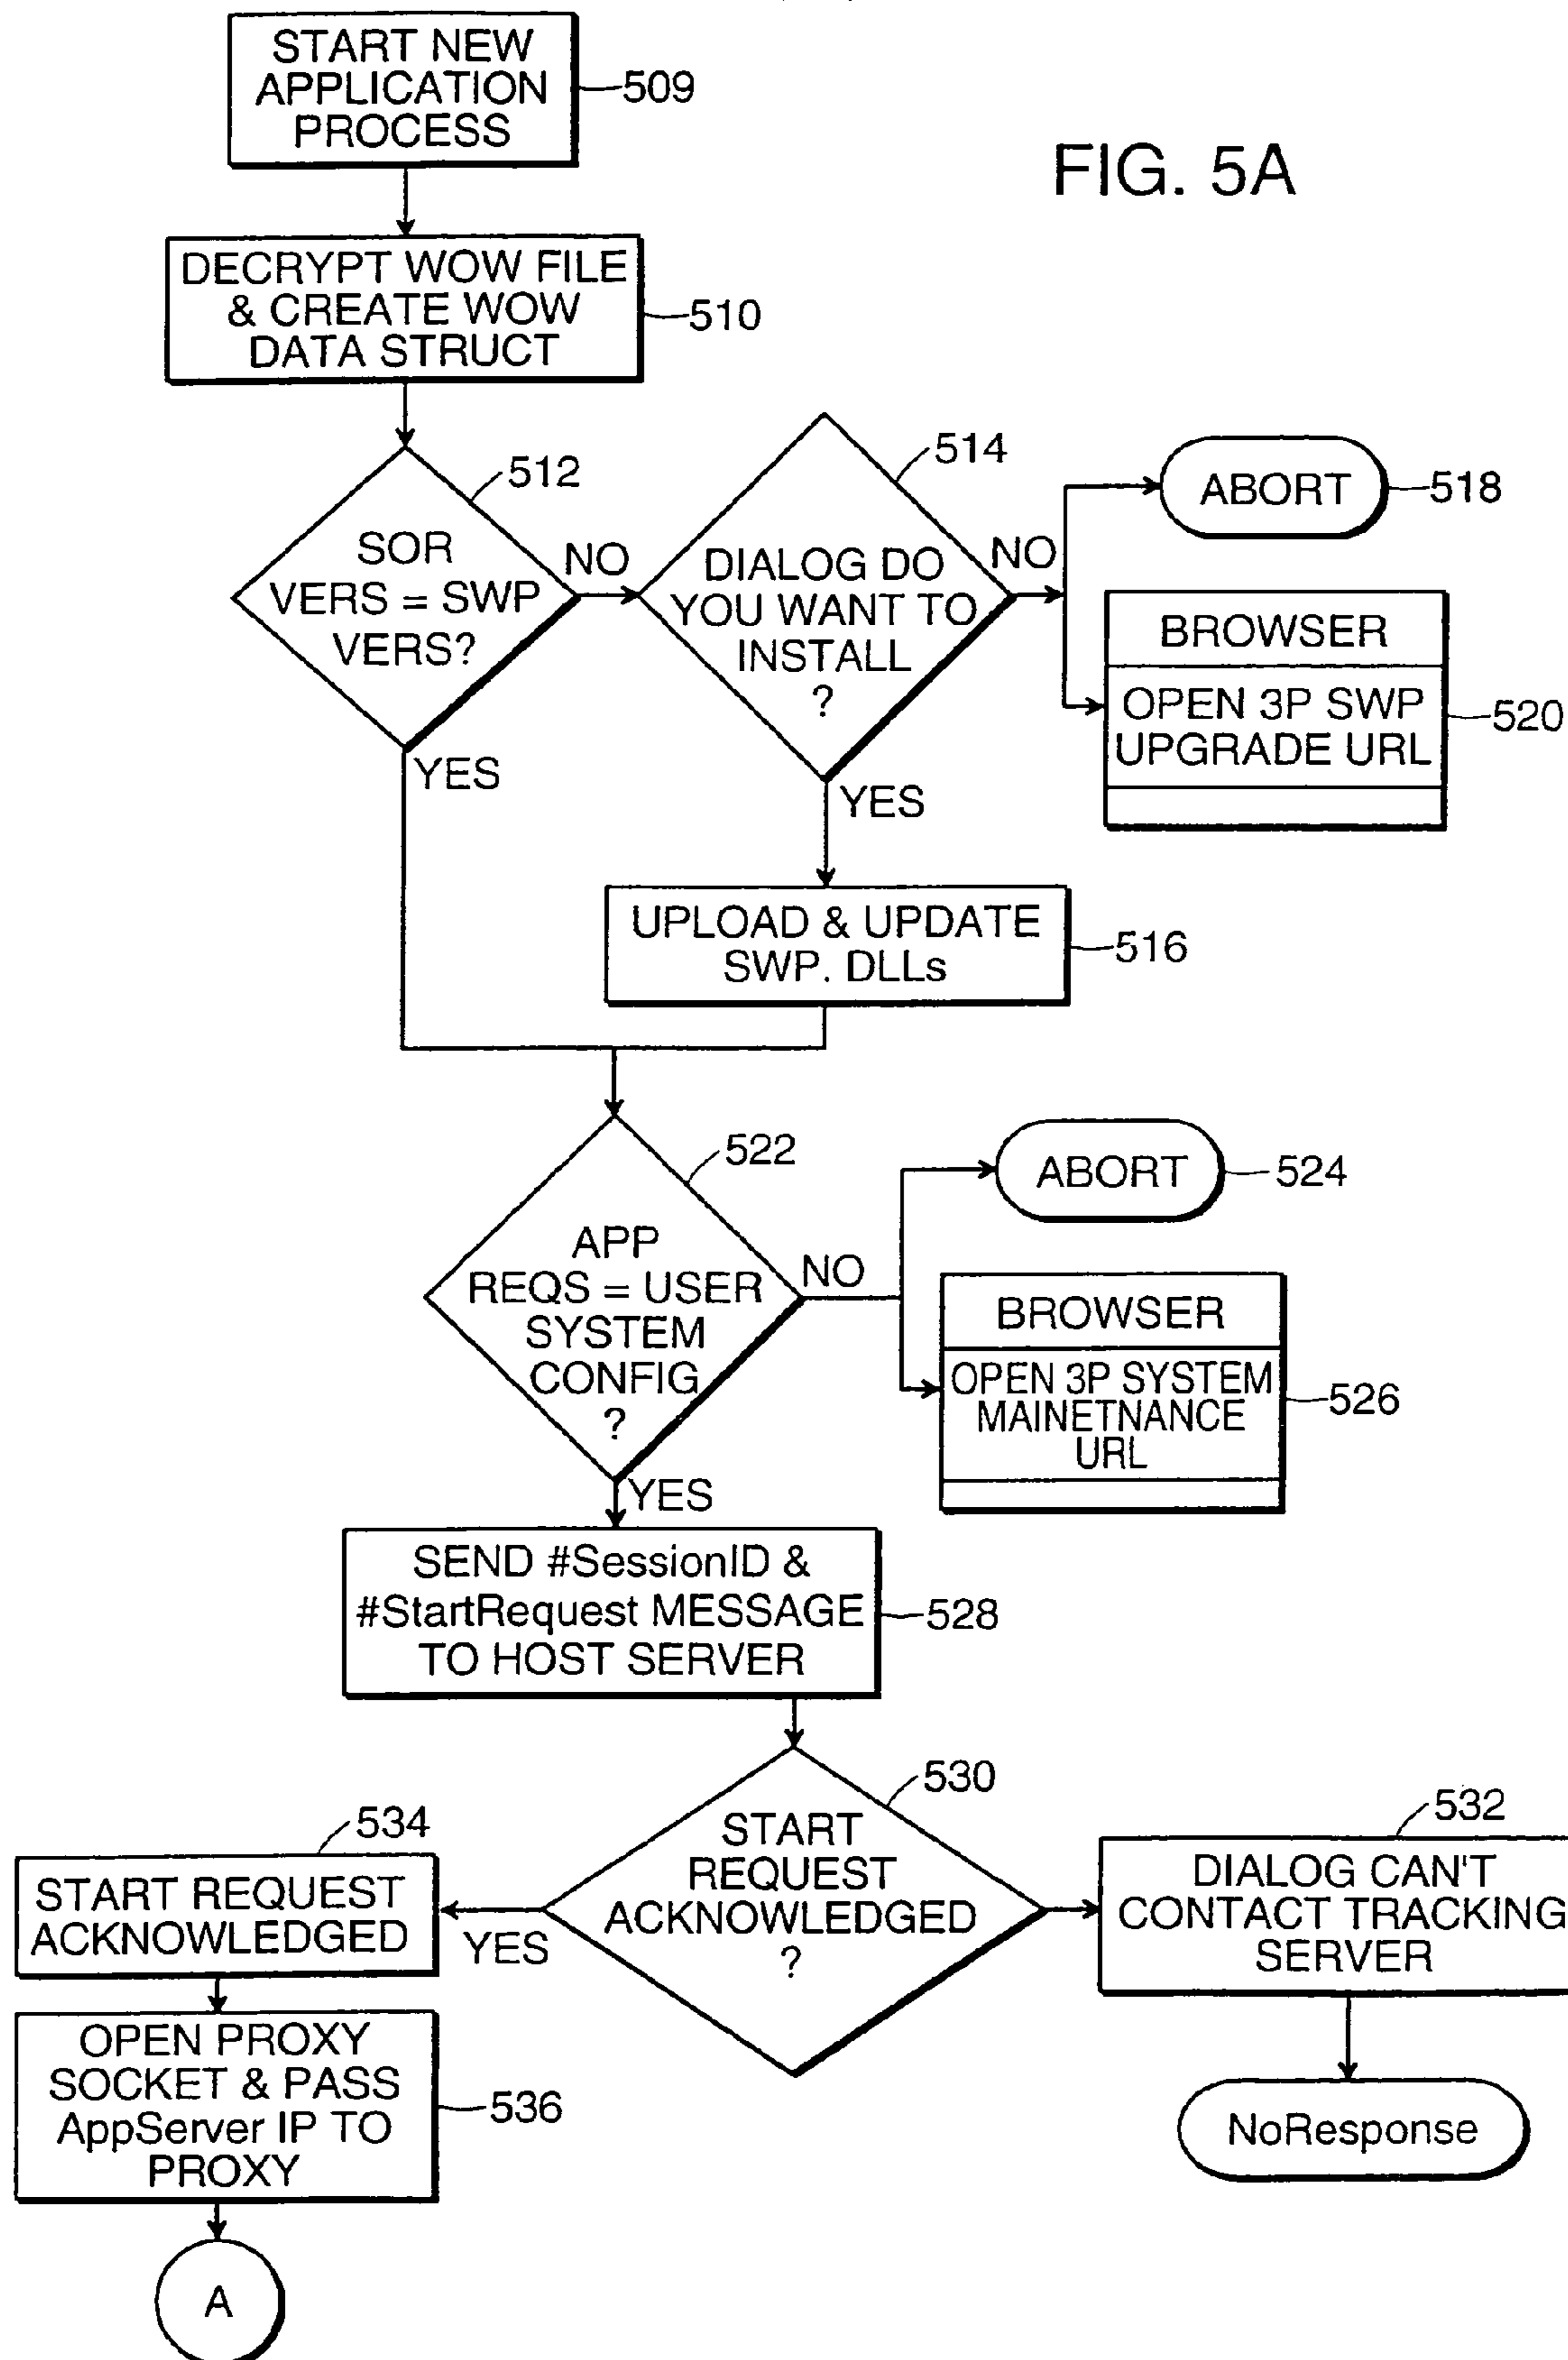 START NEW
APPLICATION
PROCESS
509
FIG. 5A
DECRYPT WOW FILE
& CREATE WOW
DATA STRUCT
510
512
SOR
VERS = SWP
VERS?
NO
YES
514
DIALOG DO
YOU WANT TO
INSTALL
?
NO
YES
ABORT
518
BROWSER
OPEN 3P SWP
UPGRADE URL
520
UPLOAD & UPDATE
SWP. DLLs
516
522
APP
REQS = USER
SYSTEM
CONFIG
?
NO
YES
ABORT
524
BROWSER
OPEN 3P SYSTEM
MAINETNANCE
URL
526
SEND #SessionID &
#StartRequest MESSAGE
TO HOST SERVER
528
530
START
REQUEST
ACKNOWLEDGED
?
YES
532
DIALOG CAN'T
CONTACT TRACKING
SERVER
NoResponse
534
START REQUEST
ACKNOWLEDGED
OPEN PROXY
SOCKET & PASS
AppServer IP TO
PROXY
536
A